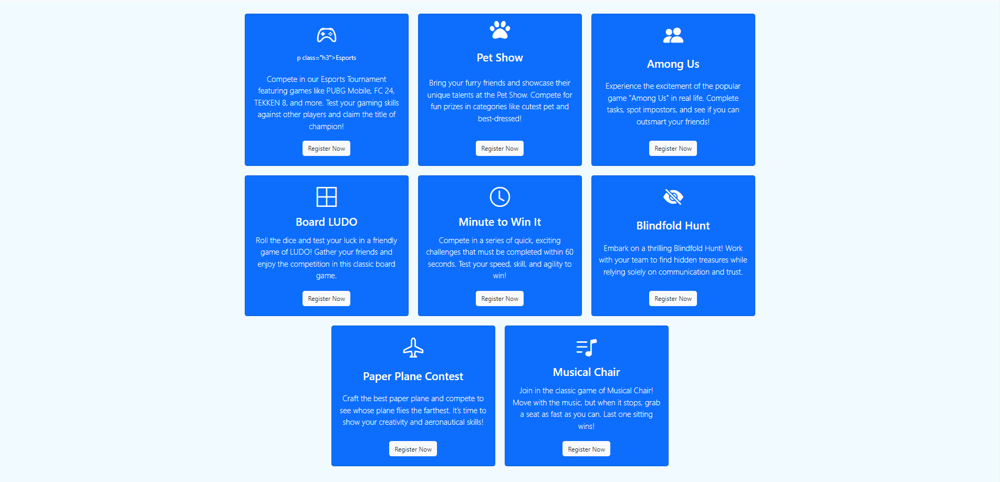 p class="h3">Esports
Compete in our Esports Tournament
featuring games like PUBG Mobile, FC 24,
TEKKEN 8, and more. Test your gaming skills
against other players and claim the title of
champion!
Register Now
Pet Show
Bring your furry friends and showcase their
unique talents at the Pet Show. Compete for
fun prizes in categories like cutest pet and
best-dressed!
Register Now
Among Us
Experience the excitement of the popular
game "Among Us" in real life. Complete
tasks, spot impostors, and see if you can
outsmart your friends!
Register Now
Board LUDO
Roll the dice and test your luck in a friendly
game of LUDO! Gather your friends and
enjoy the competition in this classic board
game.
Register Now
Minute to Win It
Compete in a series of quick, exciting
challenges that must be completed within 60
seconds. Test your speed, skill, and agility to
win!
Register Now
Blindfold Hunt
Embark on a thrilling Blindfold Hunt! Work
with your team to find hidden treasures while
relying solely on communication and trust.
Register Now
Paper Plane Contest
Craft the best paper plane and compete to
see whose plane flies the farthest. It’s time to
show your creativity and aeronautical skills!
Register Now
Musical Chair
Join in the classic game of Musical Chair!
Move with the music, but when it stops, grab
a seat as fast as you can. Last one sitting
wins!
Register Now